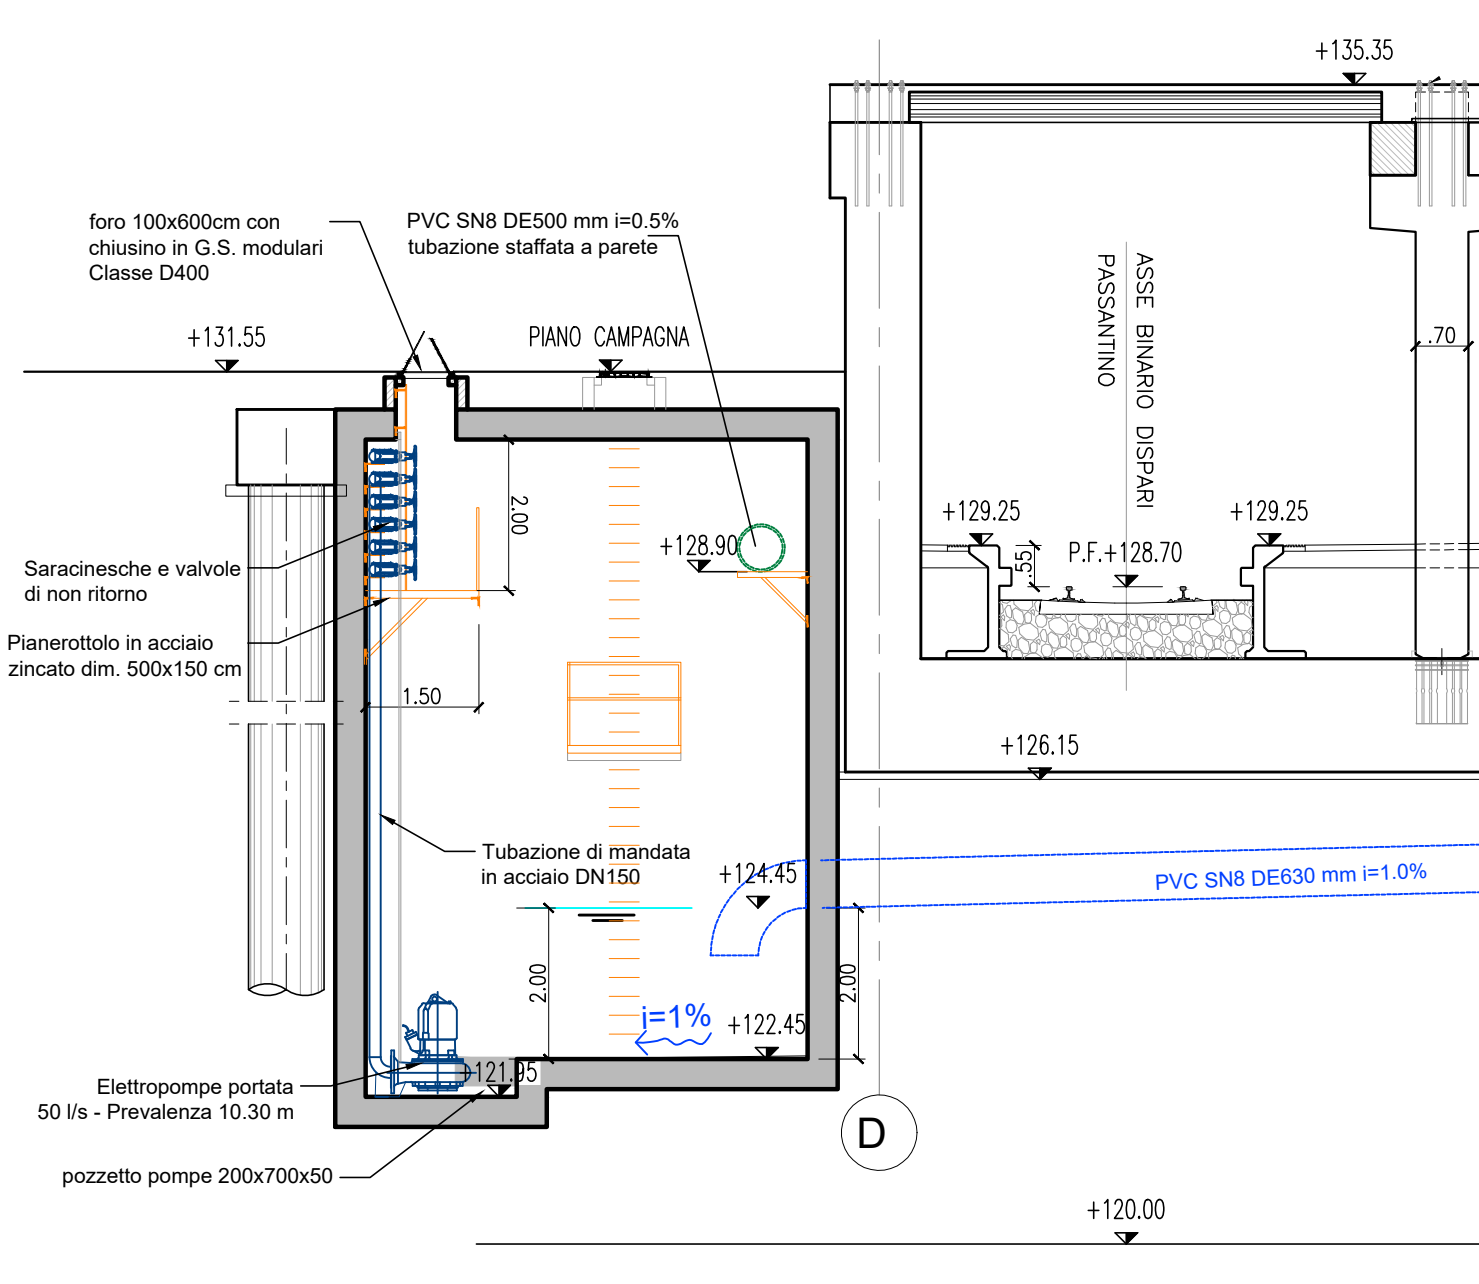 +135.35
foro 100x600cm con
chiusino in G.S. modulari
Classe D400
PVC SN8 DE500 mm i=0.5%
tubazione staffata a parete
+131.55
PIANO CAMPAGNA
ASSE BINARIO DISPARI
PASSANTINO
.70
2.00
+129.25
+129.25
+128.90
.55
P.F.+128.70
Saracinesche e valvole
di non ritorno
Pianerottolo in acciaio
zincato dim. 500x150 cm
1.50
+126.15
Tubazione di mandata
in acciaio DN150
+124.45
PVC SN8 DE630 mm i=1.0%
2.00
2.00
i=1%
+122.45
+121.95
Elettropompe portata
50 l/s - Prevalenza 10.30 m
D
pozzetto pompe 200x700x50
+120.00